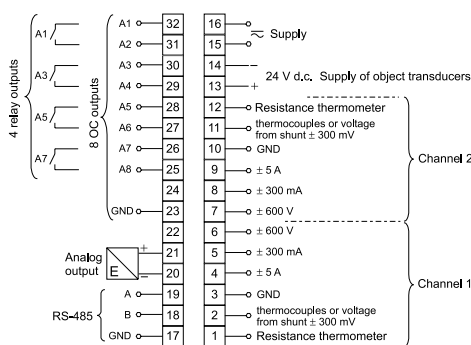 A1 A1 32 16 Supply
A2 31 15
A3 A3 30 14 –
A4 29 13 + 24 V d.c. Supply of object transducers
A5 A5 28 12 Resistance thermometer
A6 27 11 thermocouples or voltage
from shunt ± 300 mV
A7 A7 26 10 GND
A8 25 9 ± 5 A
24 8 ± 300 mA
GND 23 7 ± 600 V
4 relay outputs
8 OC outputs
Channel 2
22 6 ± 600 V
Analog
output
E + 21 5 ± 300 mA
– 20 4 ± 5 A
A 19 3 GND
RS-485 B 18 2 thermocouples or voltage
from shunt ± 300 mV
GND 17 1 Resistance thermometer
Channel 1